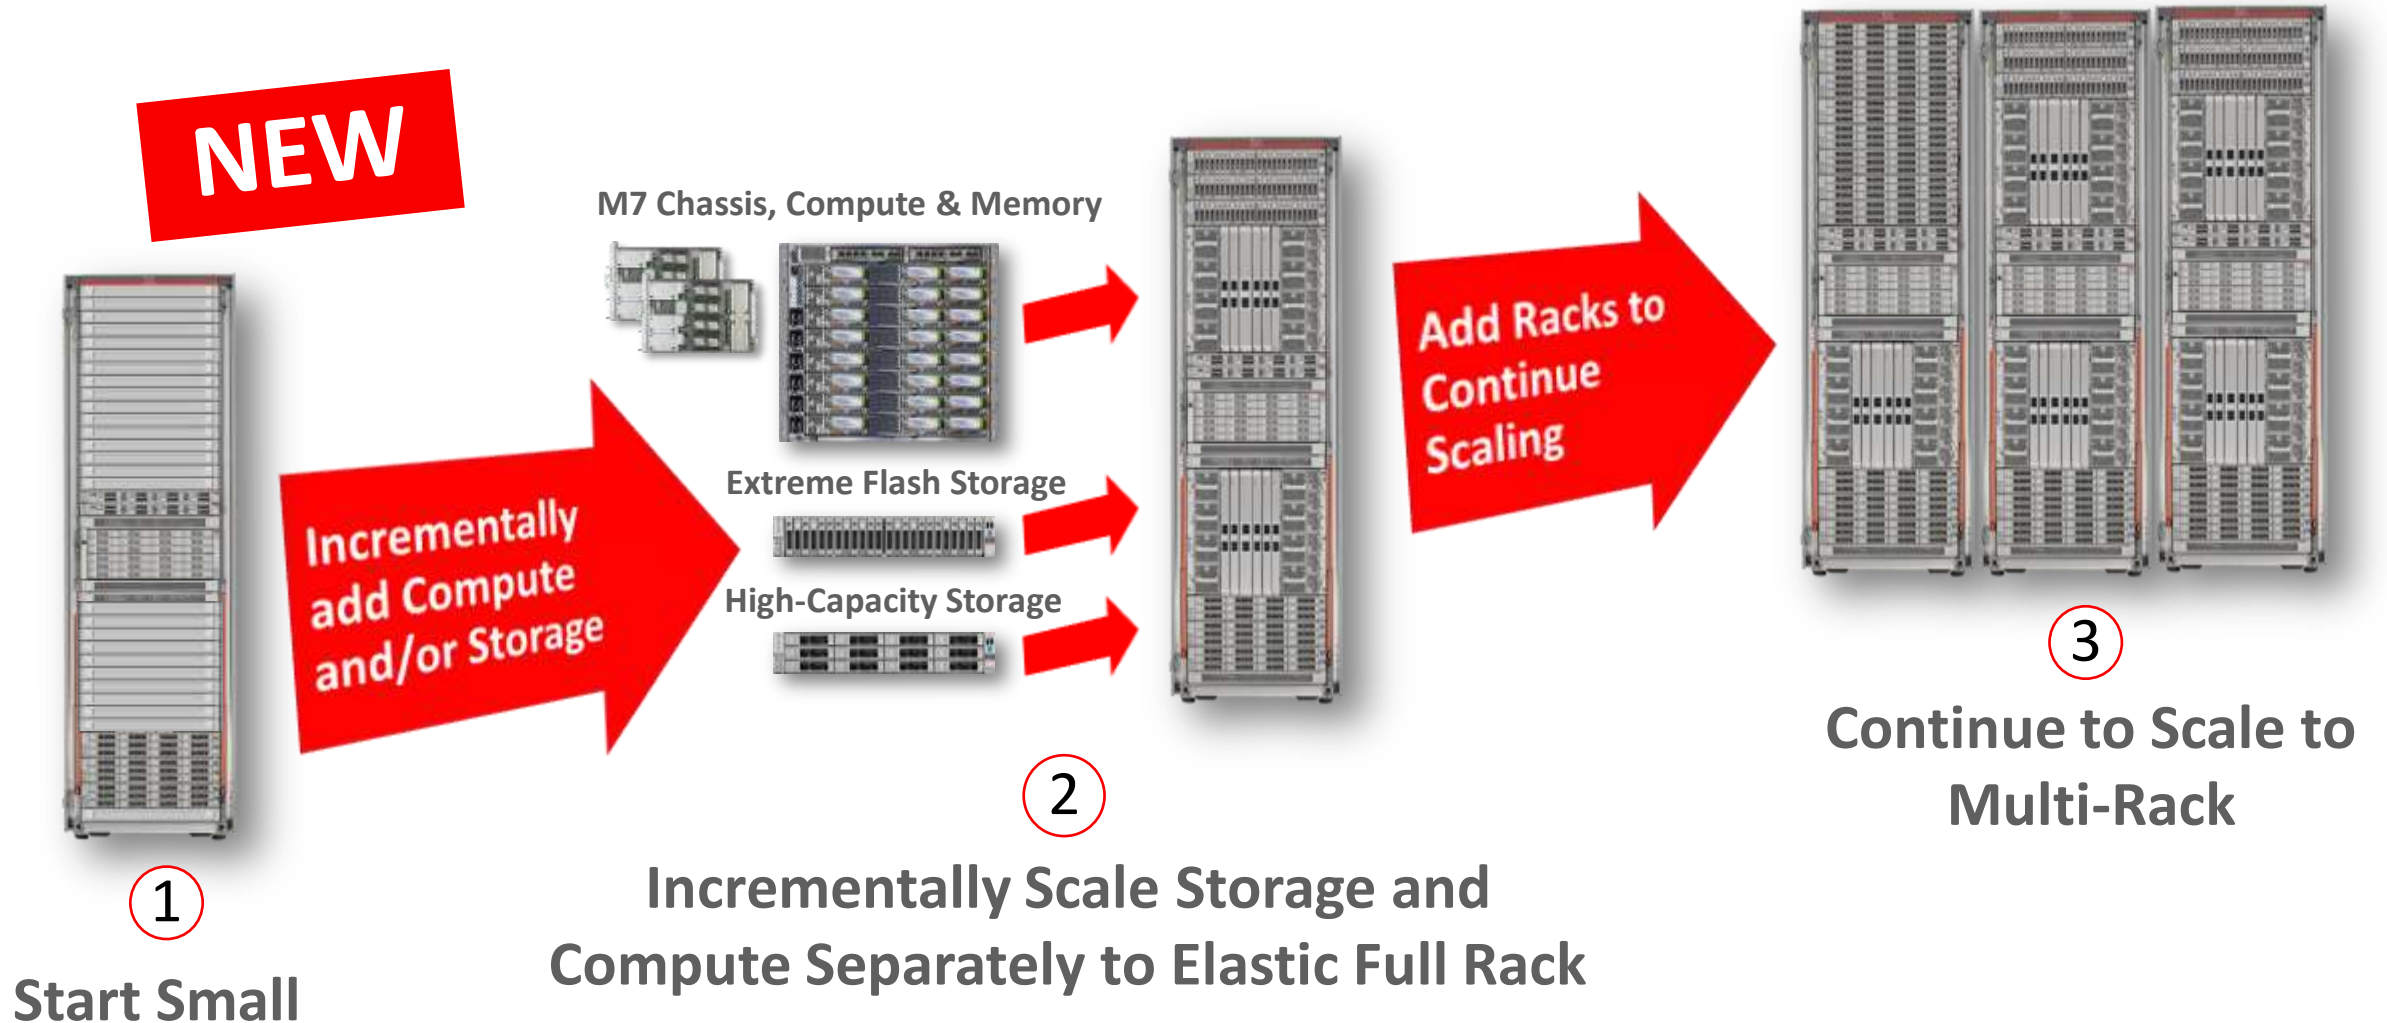 NEW
M7 Chassis, Compute & Memory
Extreme Flash Storage
High-Capacity Storage
Incrementally
add Compute
and/or Storage
Add Racks to
Continue
Scaling
1
Start Small
2
Incrementally Scale Storage and
Compute Separately to Elastic Full Rack
3
Continue to Scale to
Multi-Rack